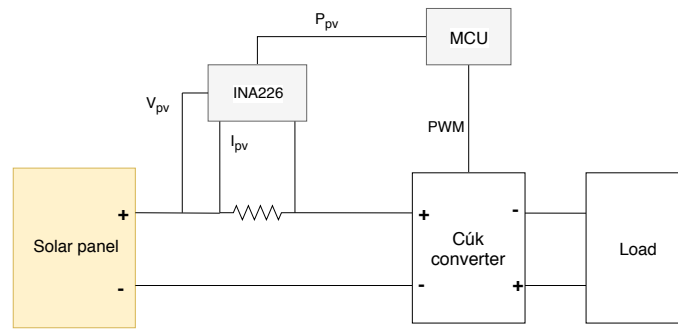 P_pv
MCU
INA226
V_pv
I_pv
PWM
+
+
-
Solar panel
Cúk
converter
Load
-
-
+